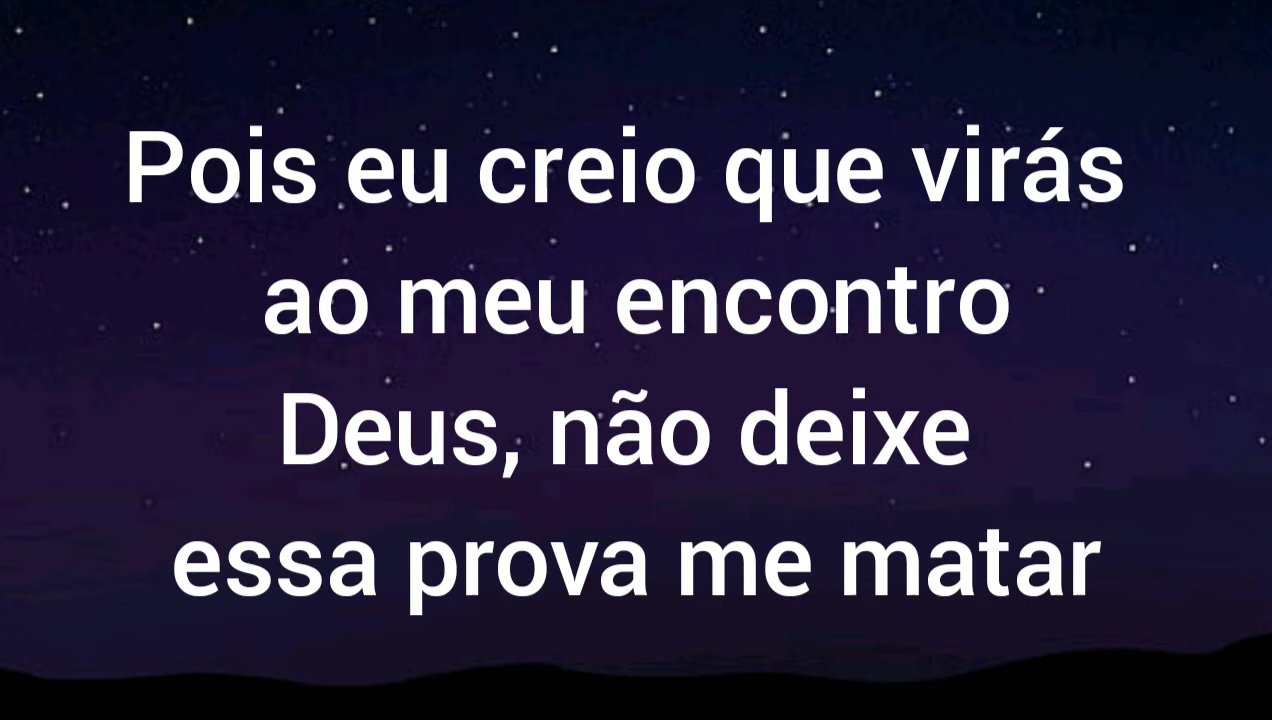 Pois eu creio que virás
ao meu encontro
Deus, não deixe
essa prova me matar